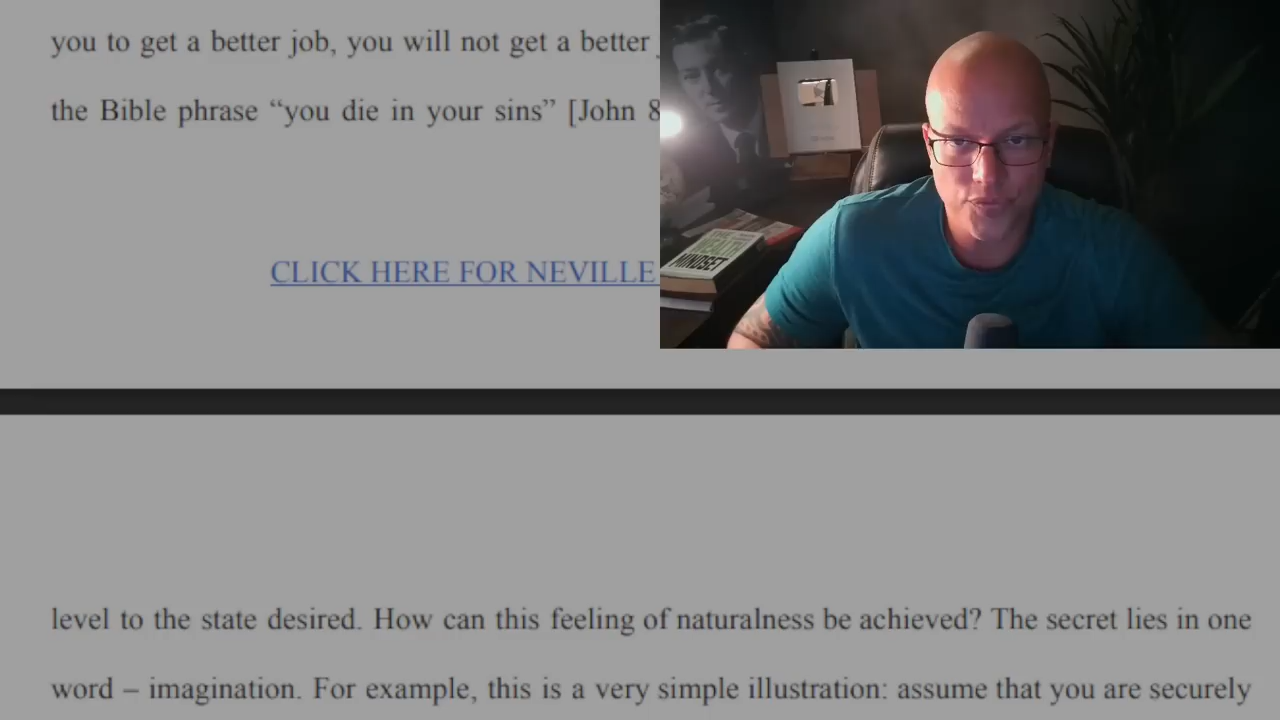 you to get a better job, you will not get a better
the Bible phrase “you die in your sins” [John 8
CLICK HERE FOR NEVILLE
MINDSET
level to the state desired. How can this feeling of naturalness be achieved? The secret lies in one
word – imagination. For example, this is a very simple illustration: assume that you are securely